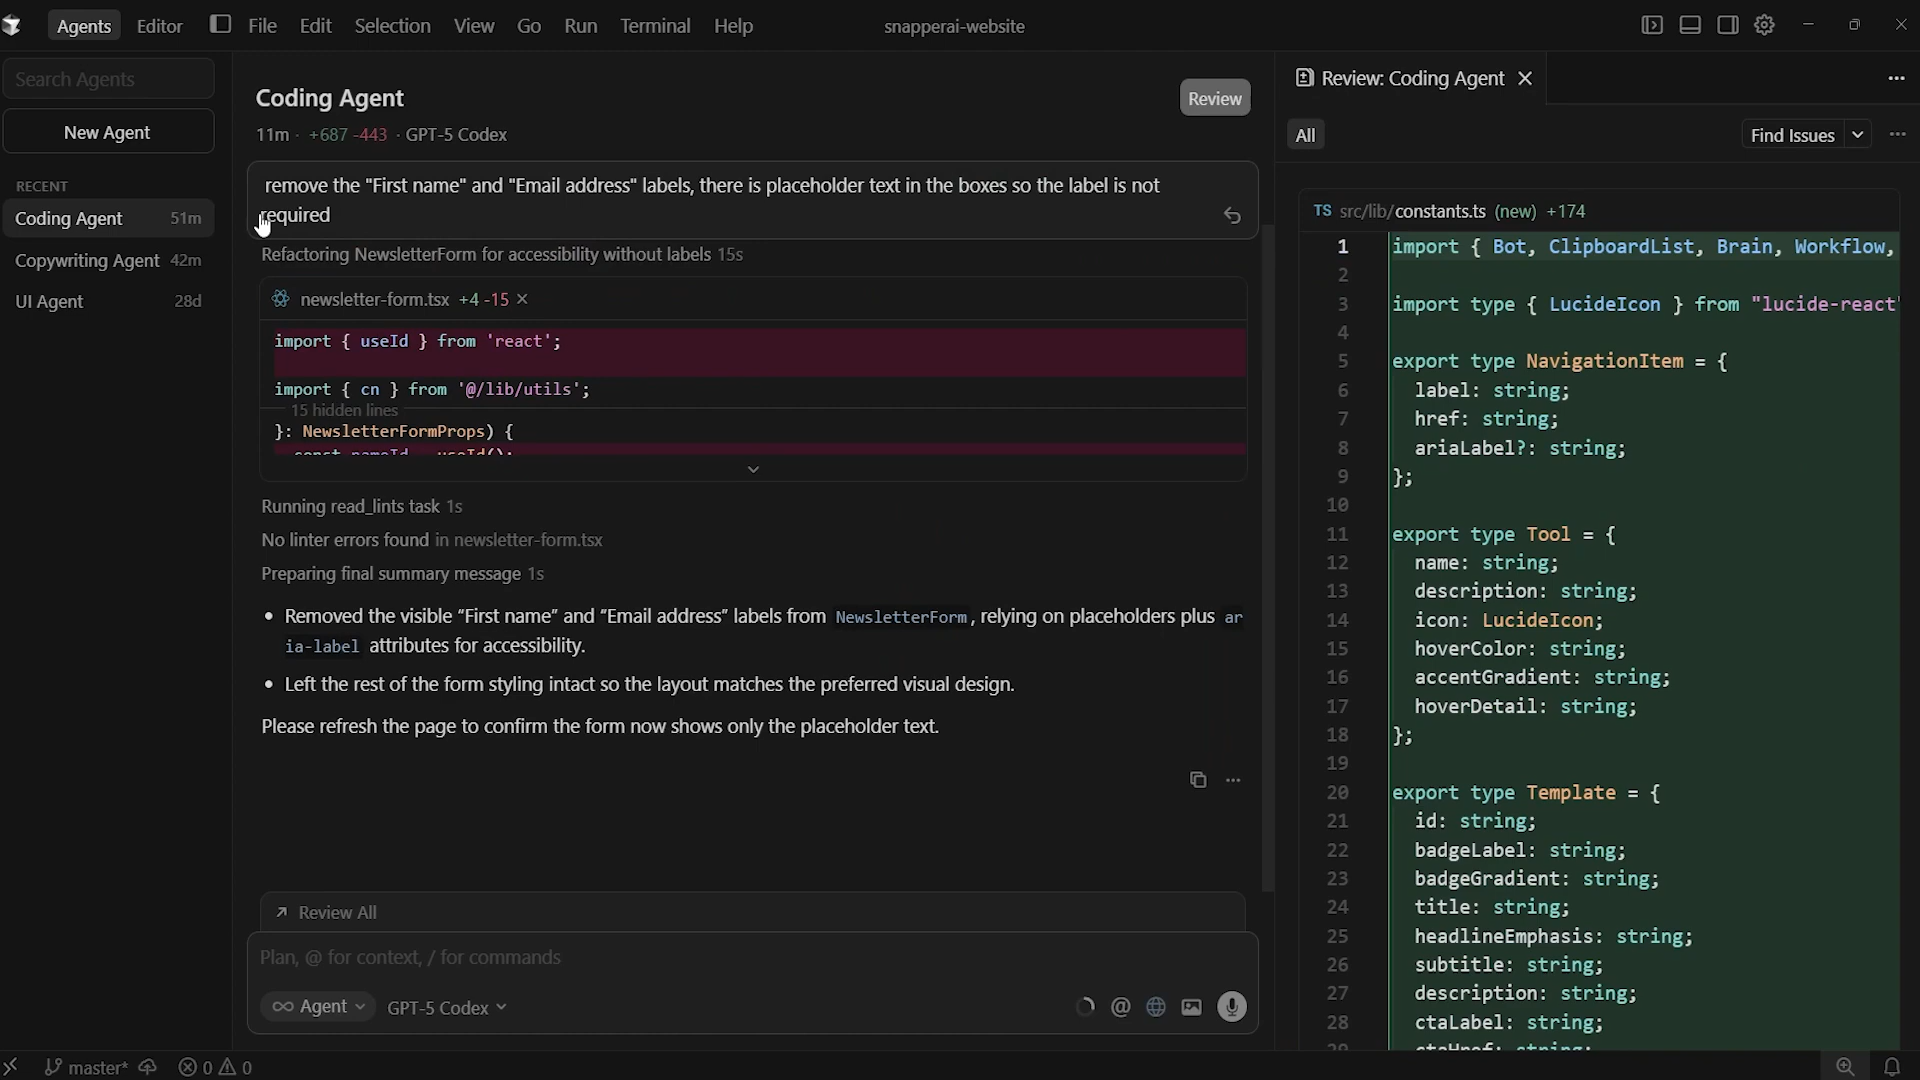 Agents Editor File Edit Selection View Go Run Terminal Help snapperai-website
Search Agents
New Agent
RECENT
Coding Agent 51m
Copywriting Agent 42m
UI Agent 28d
Coding Agent
Review
11m · +687 -443 · GPT-5 Codex
remove the "First name" and "Email address" labels, there is placeholder text in the boxes so the label is not
required
Refactoring NewsletterForm for accessibility without labels 15s
newsletter-form.tsx +4 -15
import { useId } from 'react';
import { cn } from '@/lib/utils';
15 hidden lines
}: NewsletterFormProps) {
const nameId = useId();
Running read_lints task 1s
No linter errors found in newsletter-form.tsx
Preparing final summary message 1s
• Removed the visible “First name” and “Email address” labels from NewsletterForm, relying on placeholders plus ar
ia-label attributes for accessibility.
• Left the rest of the form styling intact so the layout matches the preferred visual design.
Please refresh the page to confirm the form now shows only the placeholder text.
Review All
Plan, @ for context, / for commands
Agent GPT-5 Codex
Review: Coding Agent
All
Find Issues
TS src/lib/constants.ts (new) +174
1 import { Bot, ClipboardList, Brain, Workflow,
2
3 import type { LucideIcon } from "lucide-react"
4
5 export type NavigationItem = {
6 label: string;
7 href: string;
8 ariaLabel?: string;
9 };
10
11 export type Tool = {
12 name: string;
13 description: string;
14 icon: LucideIcon;
15 hoverColor: string;
16 accentGradient: string;
17 hoverDetail: string;
18 };
19
20 export type Template = {
21 id: string;
22 badgeLabel: string;
23 badgeGradient: string;
24 title: string;
25 headlineEmphasis: string;
26 subtitle: string;
27 description: string;
28 ctaLabel: string;
29 ctaHref: string;
master* 0 0